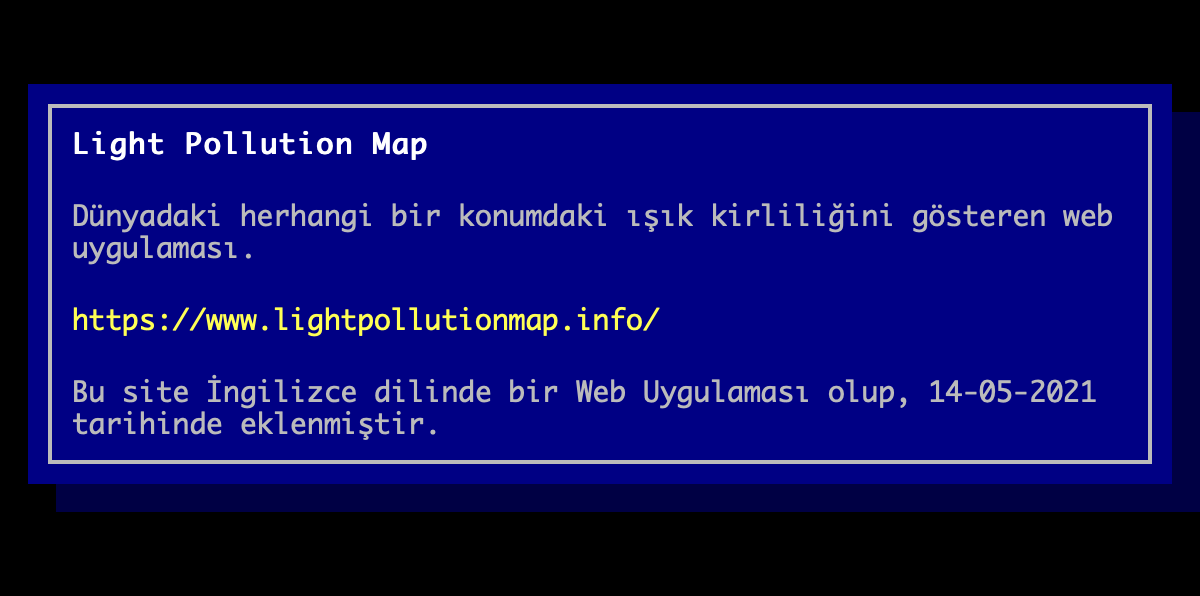 Light Pollution Map
Dünyadaki herhangi bir konumdaki ışık kirliliğini gösteren web
uygulaması.
https://www.lightpollutionmap.info/
Bu site İngilizce dilinde bir Web Uygulaması olup, 14-05-2021
tarihinde eklenmiştir.